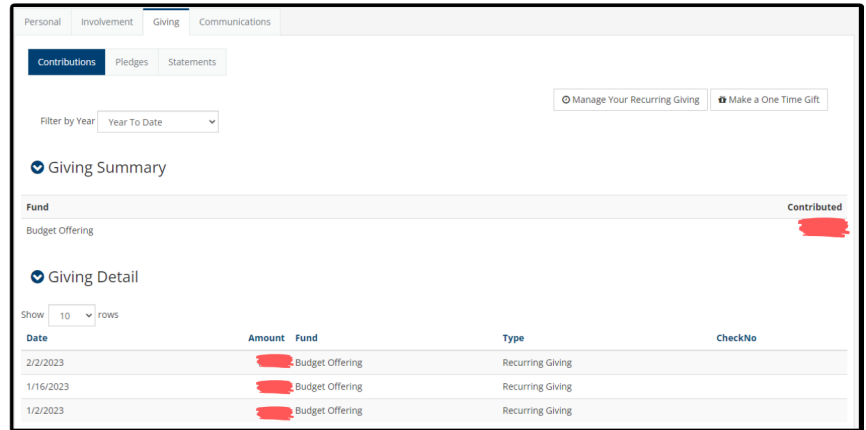 Personal Involvement Giving Communications
Contributions Pledges Statements
Manage Your Recurring Giving Make a One Time Gift
Filter by Year Year To Date
Giving Summary
Fund Contributed
Budget Offering
Giving Detail
Show 10 rows
Date Amount Fund Type CheckNo
2/2/2023 Budget Offering Recurring Giving
1/16/2023 Budget Offering Recurring Giving
1/2/2023 Budget Offering Recurring Giving